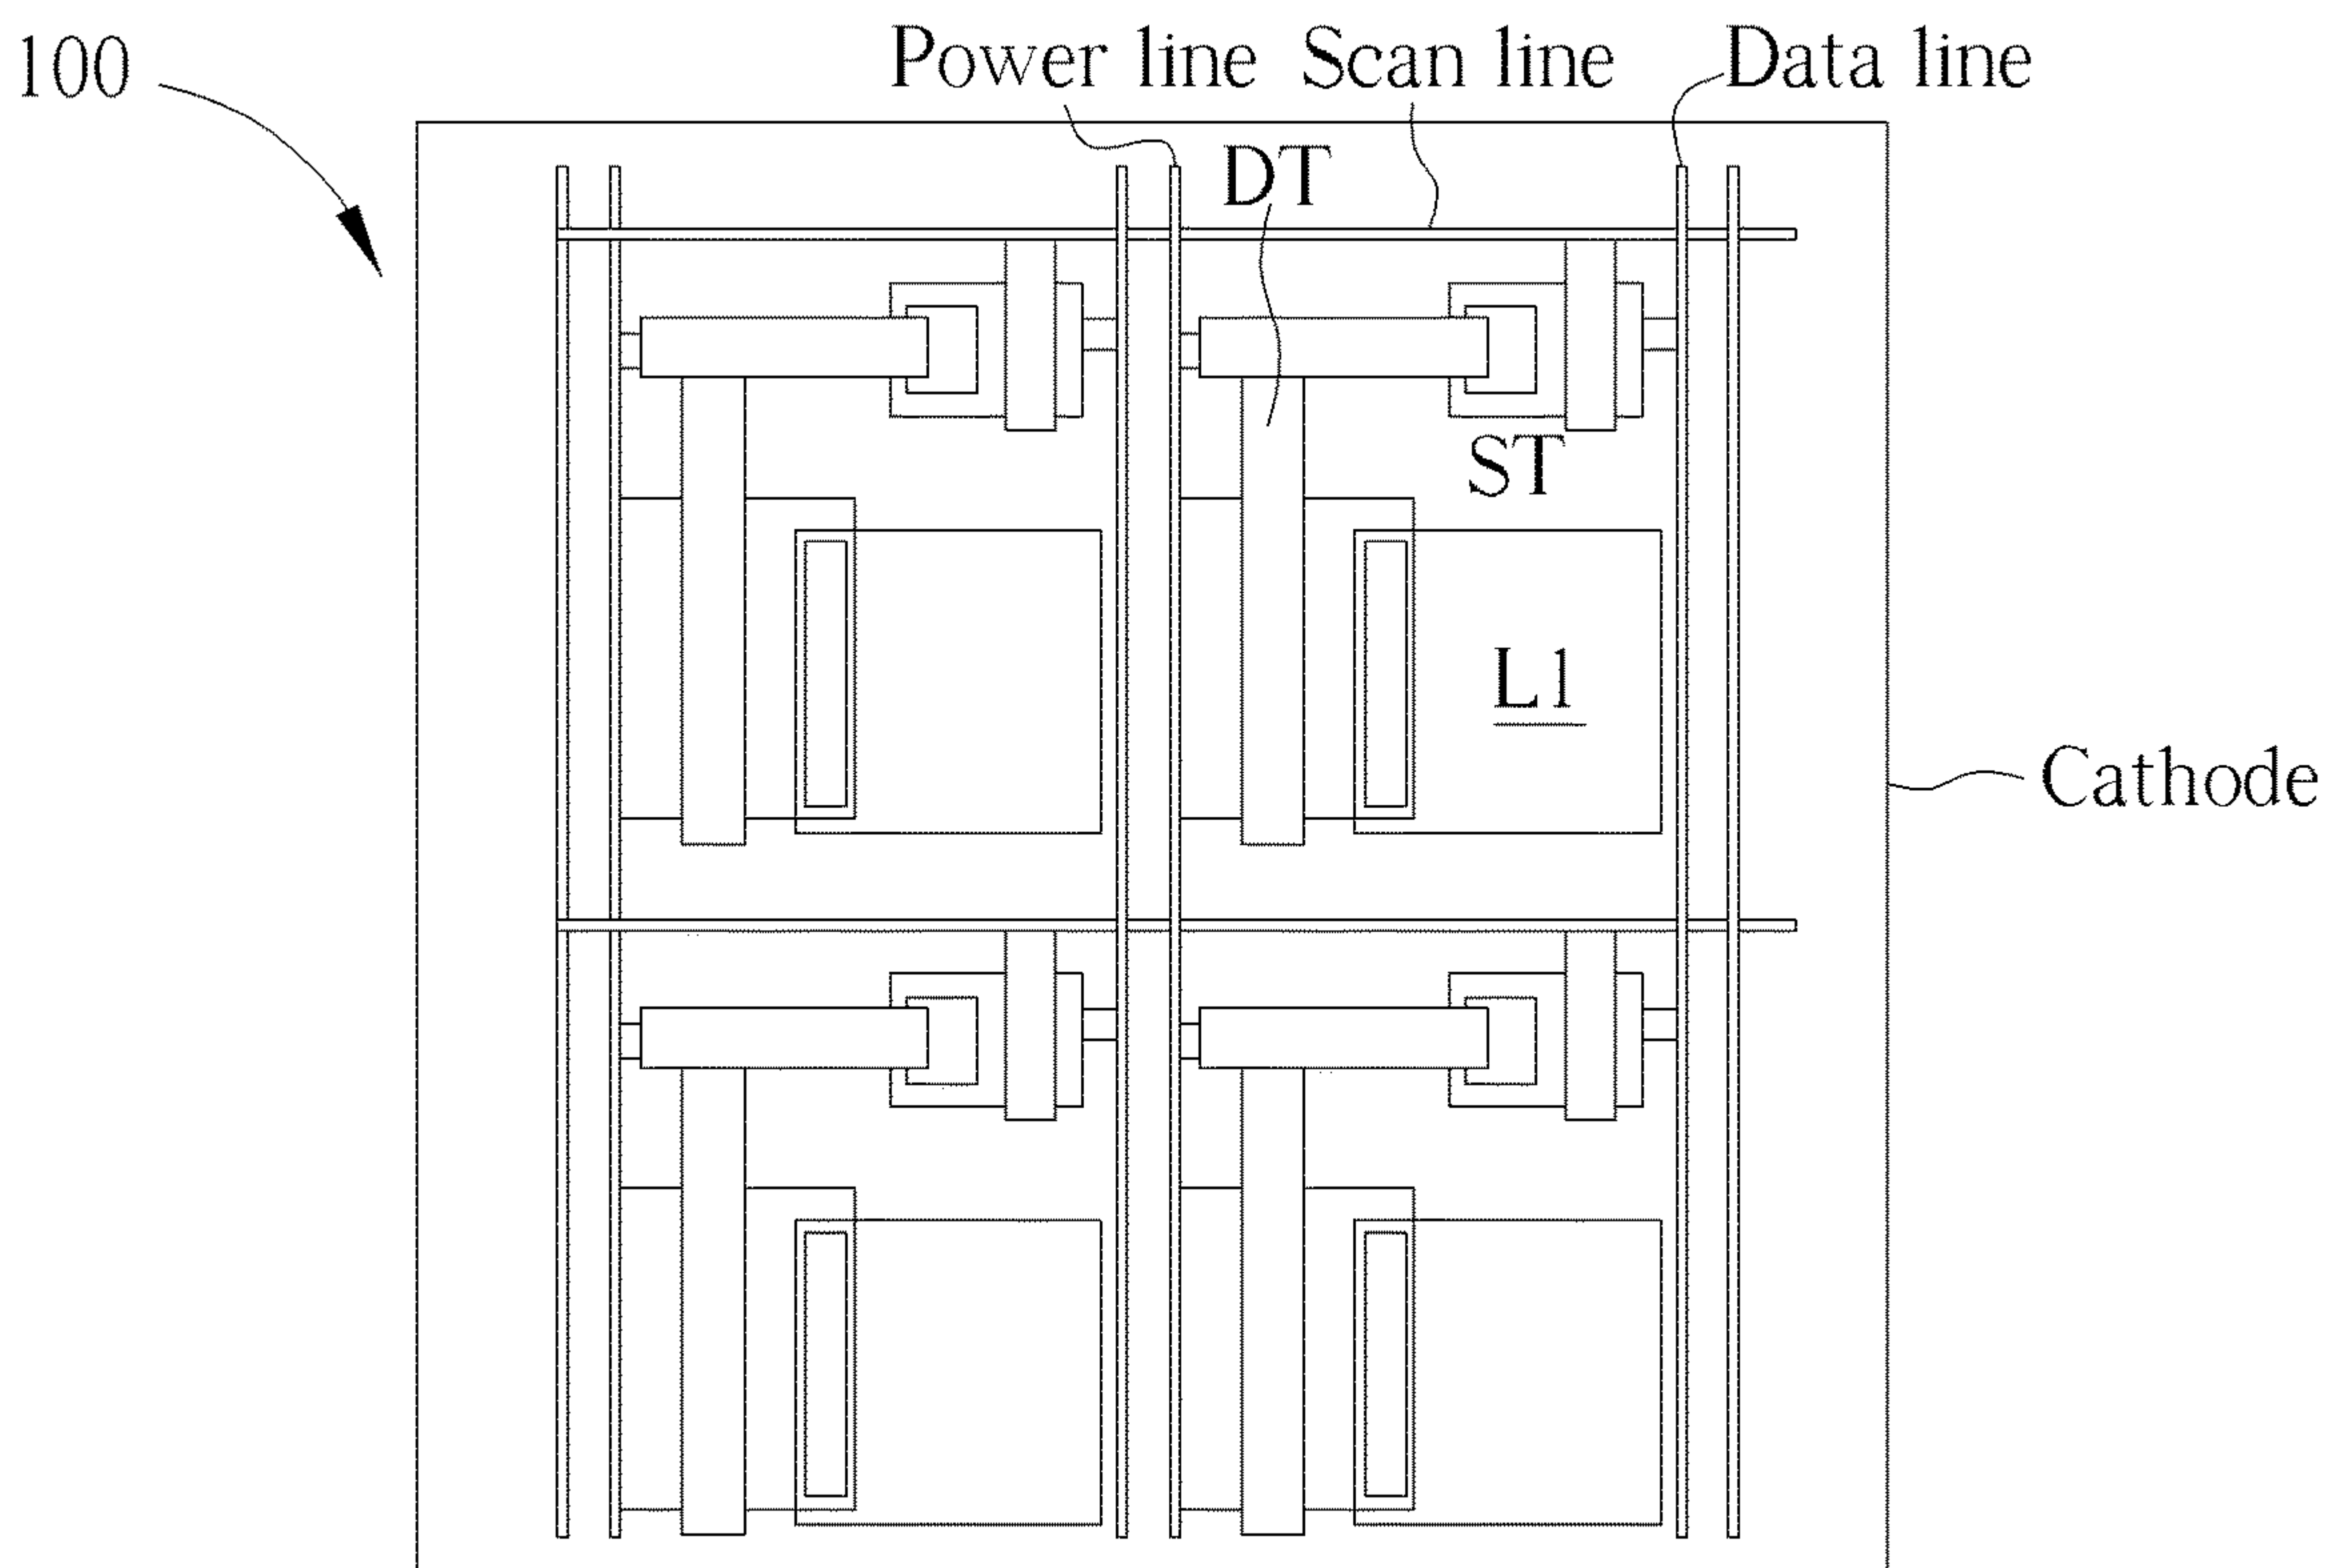 100
Power line
Scan line
Data line
DT
ST
L1
Cathode